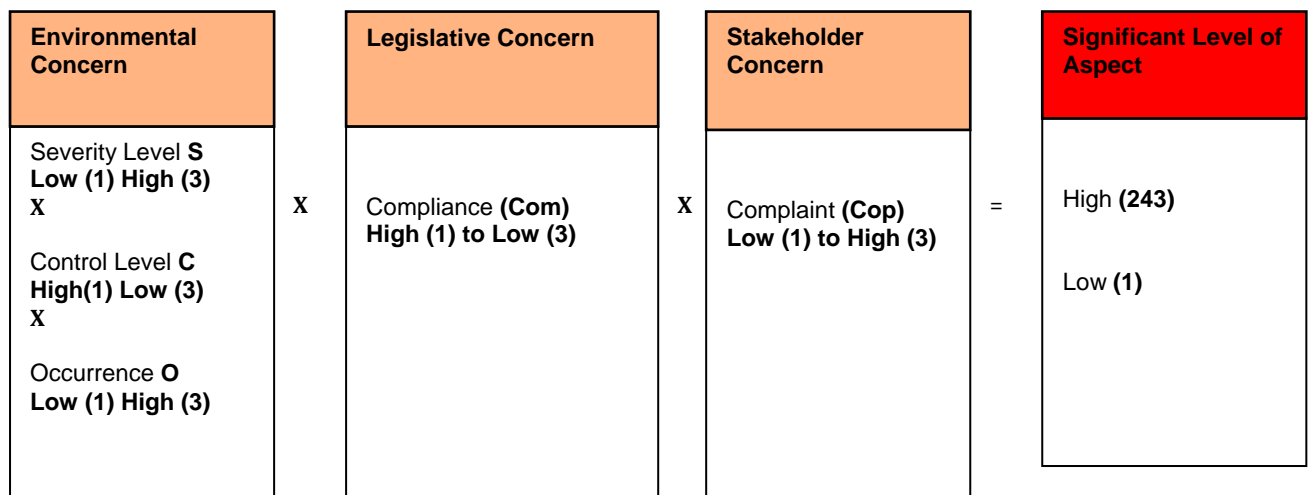 Environmental
Concern
Severity Level S
Low (1) High (3)
X
Control Level C
High(1) Low (3)
X
Occurrence O
Low (1) High (3)
X
Legislative Concern
Compliance (Com)
High (1) to Low (3)
X
Stakeholder
Concern
Complaint (Cop)
Low (1) to High (3)
=
Significant Level of
Aspect
High (243)
Low (1)